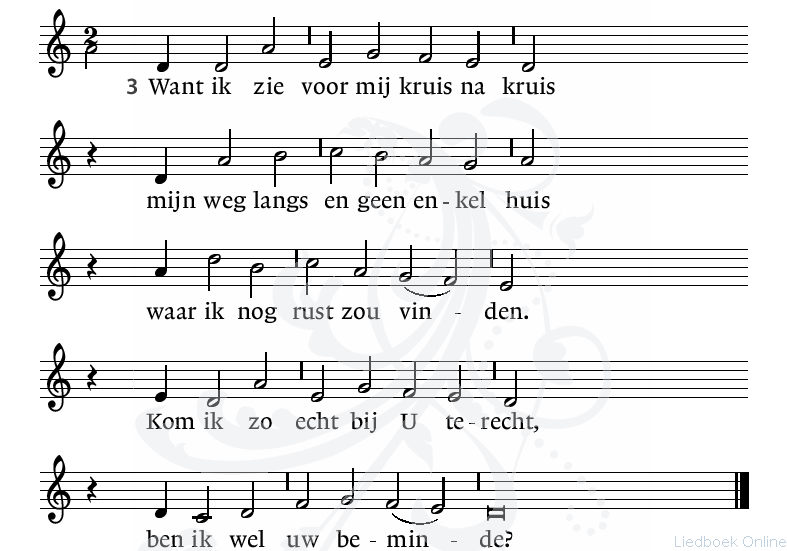 3 Want ik zie voor mij kruis na kruis
mijn weg langs en geen en - kel huis
waar ik nog rust zou vin - den.
Kom ik zo echt bij U te - recht,
ben ik wel uw be - min - de?
Liedboek Online